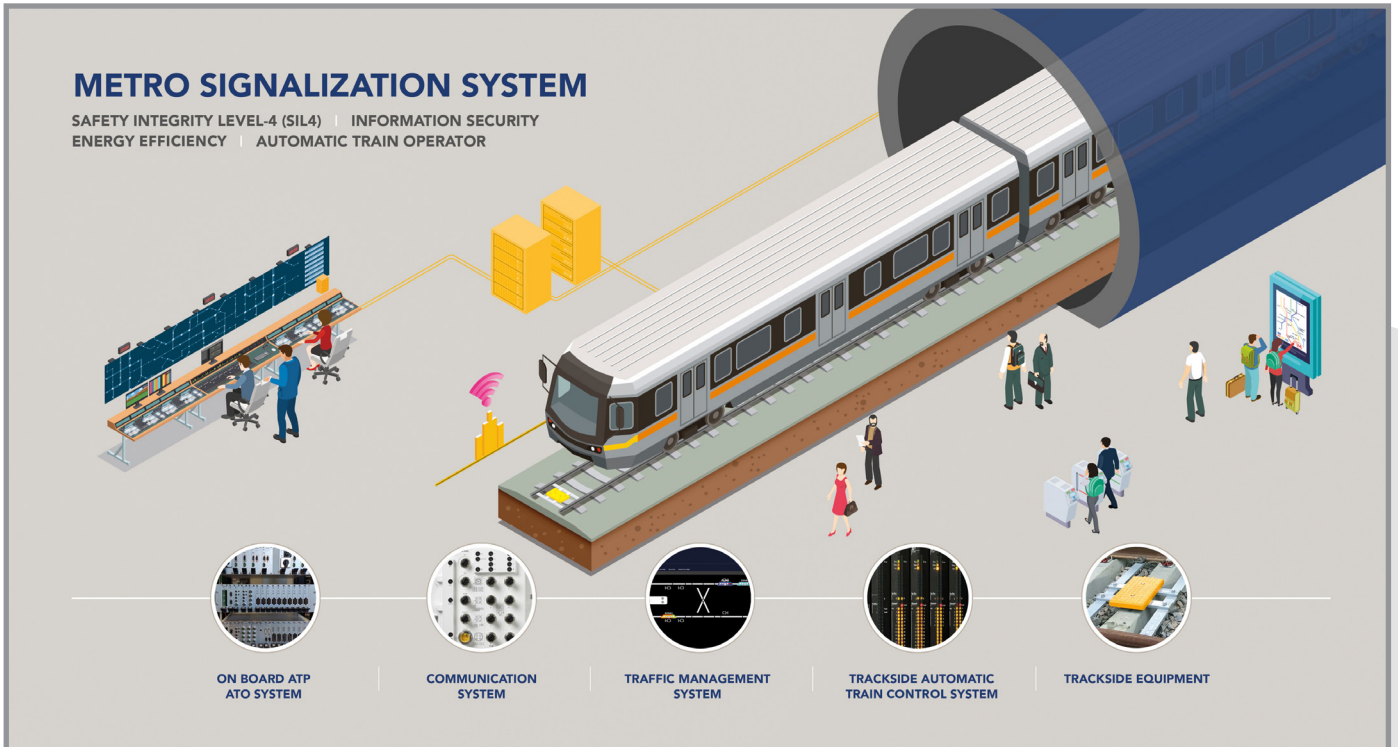 METRO SIGNALIZATION SYSTEM
SAFETY INTEGRITY LEVEL-4 (SIL4) | INFORMATION SECURITY
ENERGY EFFICIENCY | AUTOMATIC TRAIN OPERATOR
ON BOARD ATP
ATO SYSTEM
COMMUNICATION
SYSTEM
TRAFFIC MANAGEMENT
SYSTEM
TRACKSIDE AUTOMATIC
TRAIN CONTROL SYSTEM
TRACKSIDE EQUIPMENT